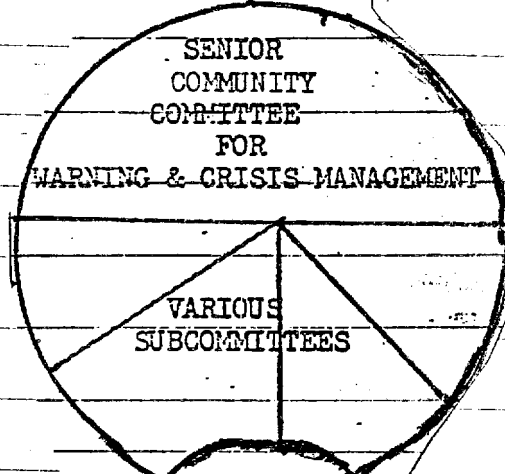 SENIOR
COMMUNITY
COMMITTEE
FOR
WARNING & CRISIS MANAGEMENT
VARIOUS
SUBCOMMITTEES